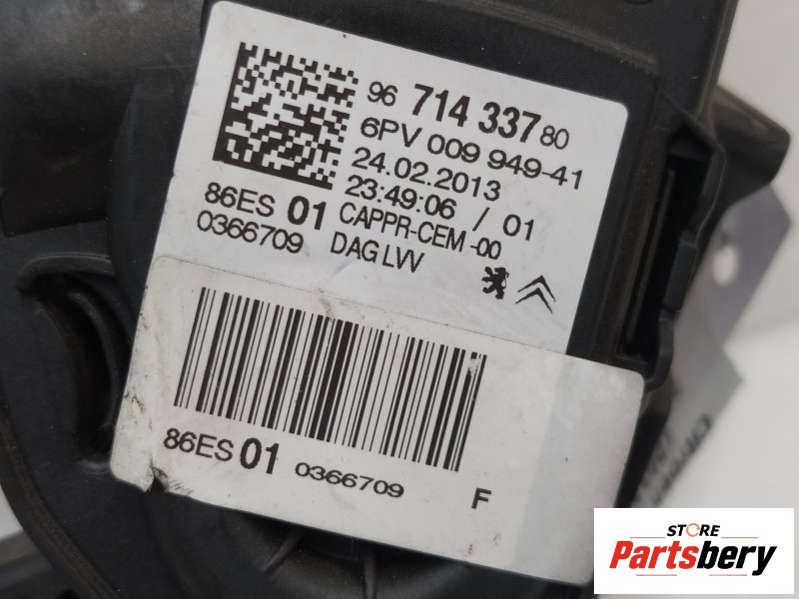 96 714 337 80
6PV 009 949-41
24.02.2013
23:49:06 / 01
86ES 01 CAPPR-CEM -00
0366709 DAG LVV
86ES 01 0366709 F
STORE
Partsbery